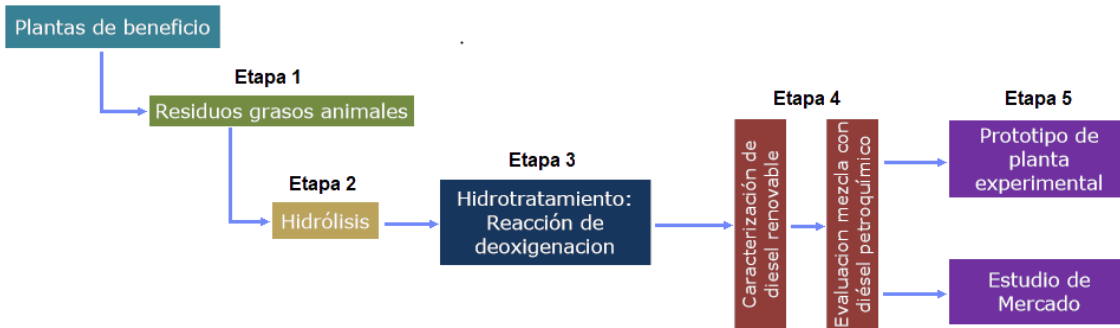 Plantas de beneficio
Etapa 1
Residuos grasos animales
Etapa 2
Hidrólisis
Etapa 3
Hidrotratamiento:
Reacción de
deoxigenacion
Etapa 4
Caracterización de
diesel renovable
Evaluacion mezcla con
diésel petroquímico
Etapa 5
Prototipo de
planta
experimental
Estudio de
Mercado